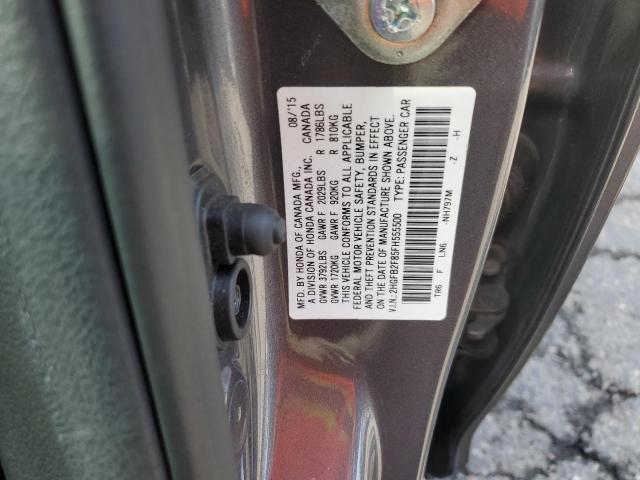 MFD. BY HONDA OF CANADA MFG., 08/'15
A DIVISION OF HONDA CANADA INC. CANADA
GVWR 3792LBS GAWR F 2029LBS R 1786LBS
GVWR 1720KG GAWR F 920KG R 810KG
THIS VEHICLE CONFORMS TO ALL APPLICABLE
FEDERAL MOTOR VEHICLE SAFETY, BUMPER,
AND THEFT PREVENTION STANDARDS IN EFFECT
ON THE DATE OF MANUFACTURE SHOWN ABOVE.
V.I.N.:2HGFB2F85FH555500 TYPE: PASSENGER CAR
TR6 F LN6 -NH797M -Z -H